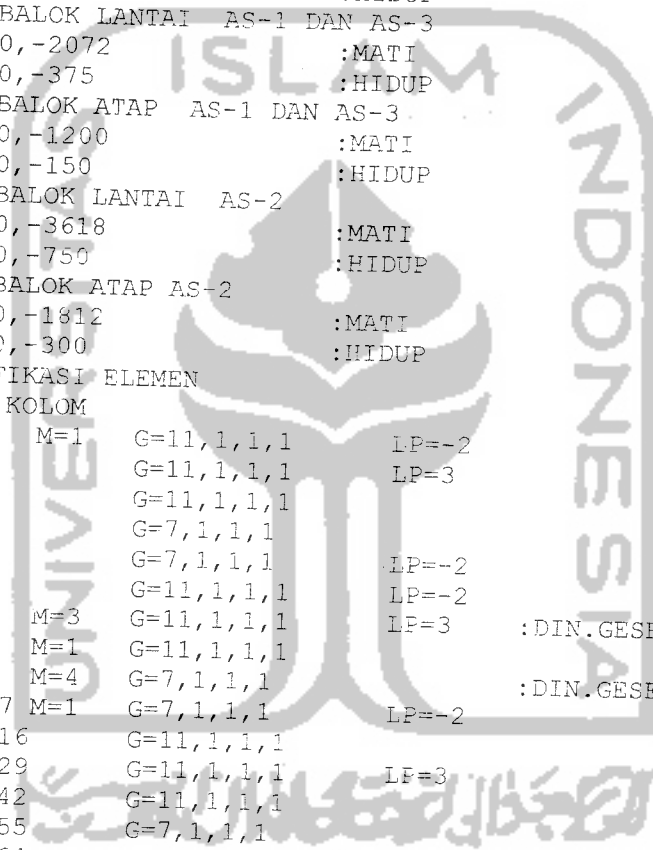 BALOK LANTAI AS-1 DAN AS-3
0,-2072 :MATI
0,-375 :HIDUP
BALOK ATAP AS-1 DAN AS-3
0,-1200 :MATI
0,-150 :HIDUP
BALOK LANTAI AS-2
0,-3618 :MATI
0,-750 :HIDUP
BALOK ATAP AS-2
0,-1812 :MATI
0,-300 :HIDUP
TIKASI ELEMEN
KOLOM
M=1 G=11,1,1,1 LP=-2
G=11,1,1,1 LP=3
G=11,1,1,1
G=7,1,1,1
G=7,1,1,1 LP=-2
G=11,1,1,1 LP=-2
M=3 G=11,1,1,1 LP=3 :DIN.GESE
M=1 G=11,1,1,1
M=4 G=7,1,1,1 :DIN.GESE
7 M=1 G=7,1,1,1 LP=-2
16 G=11,1,1,1
29 G=11,1,1,1 LP=3
42 G=11,1,1,1
55 G=7,1,1,1
UNIVERSITAS
ISLAM
INDONESIA